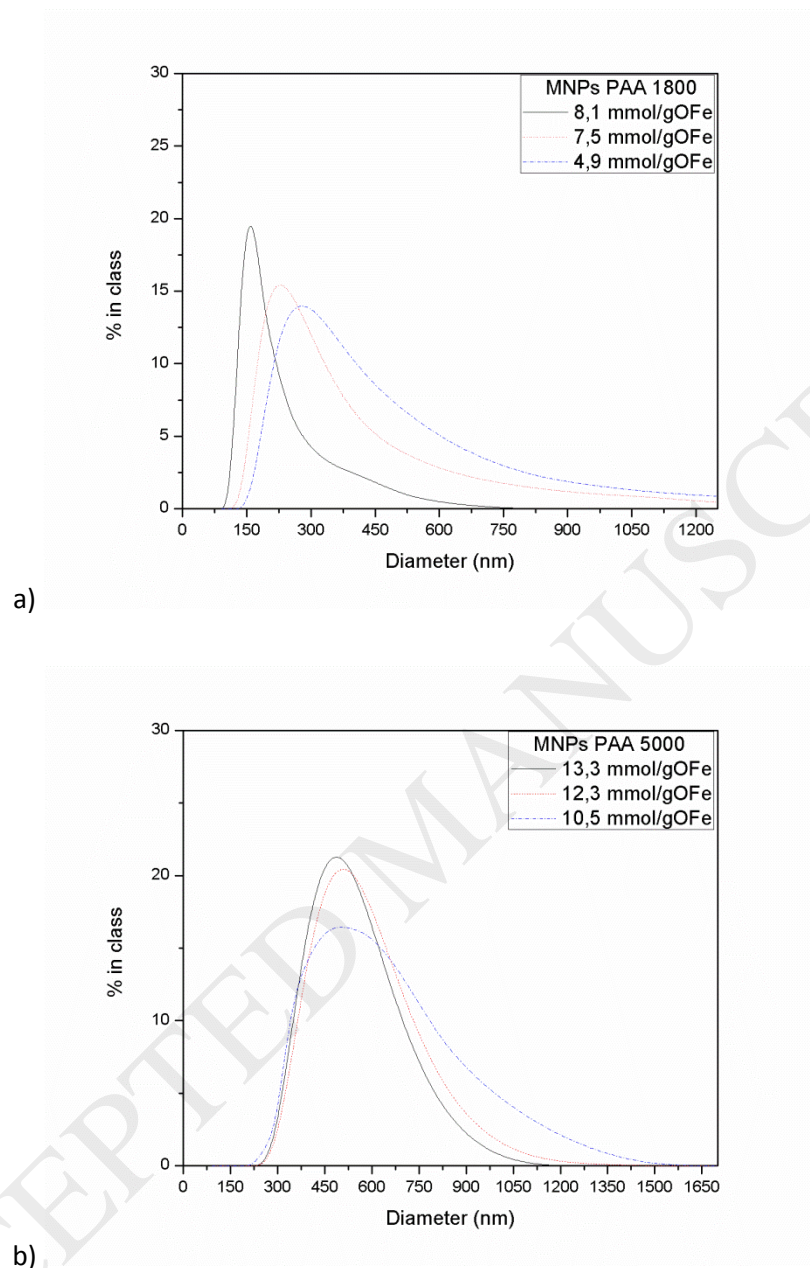 MNPs PAA 1800
8,1 mmol/gOFe
7,5 mmol/gOFe
4,9 mmol/gOFe
30
25
20
15
10
5
0
% in class
0 150 300 450 600 750 900 1050 1200
Diameter (nm)
a)
MNPs PAA 5000
13,3 mmol/gOFe
12,3 mmol/gOFe
10,5 mmol/gOFe
30
20
10
0
% in class
0 150 300 450 600 750 900 1050 1200 1350 1500 1650
Diameter (nm)
b)
CEPTED MANUSC